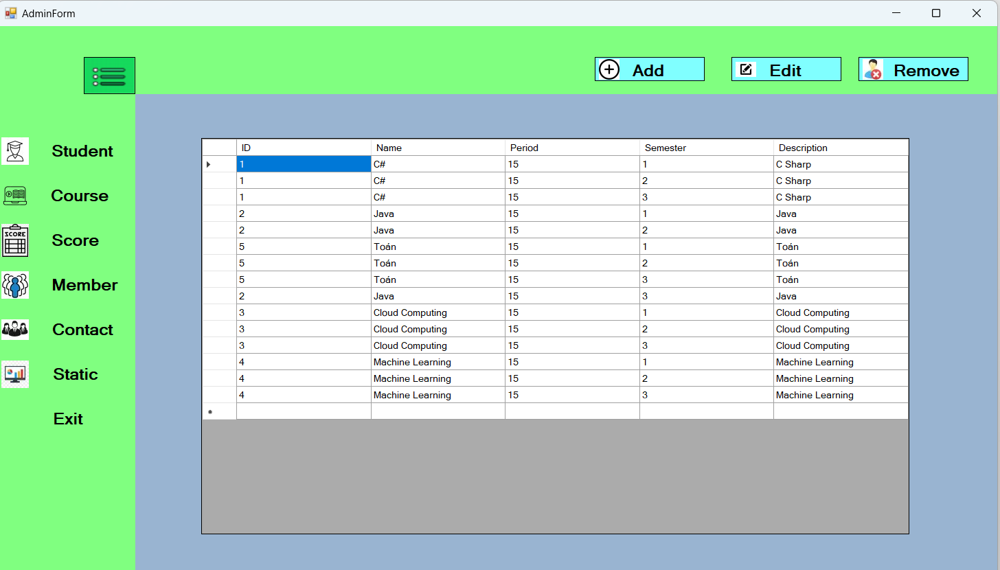 AdminForm
Add Edit Remove
Student
Course
SCORE
Score
Member
Contact
Static
Exit
ID Name Period Semester Description
1 C# 15 1 C Sharp
1 C# 15 2 C Sharp
1 C# 15 3 C Sharp
2 Java 15 1 Java
2 Java 15 2 Java
5 Toán 15 1 Toán
5 Toán 15 2 Toán
5 Toán 15 3 Toán
2 Java 15 3 Java
3 Cloud Computing 15 1 Cloud Computing
3 Cloud Computing 15 2 Cloud Computing
3 Cloud Computing 15 3 Cloud Computing
4 Machine Learning 15 1 Machine Learning
4 Machine Learning 15 2 Machine Learning
4 Machine Learning 15 3 Machine Learning